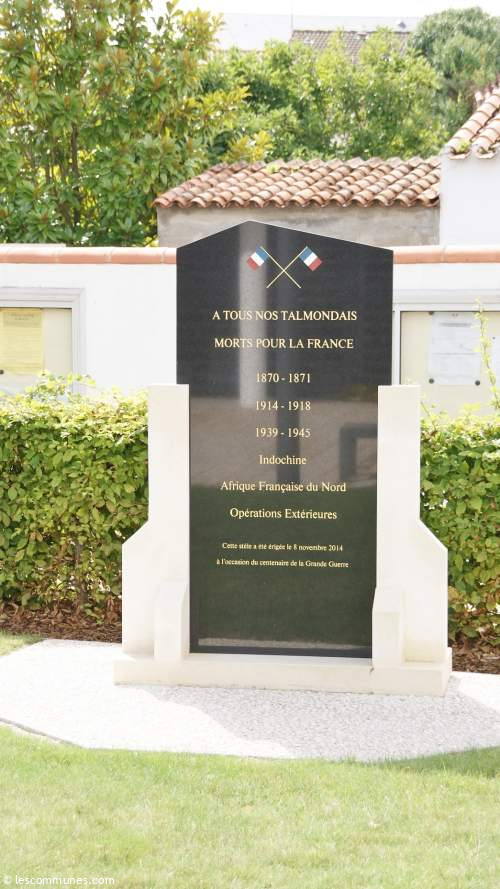 A TOUS NOS TALMONDAIS
MORTS POUR LA FRANCE
1870 - 1871
1914 - 1918
1939 - 1945
Indochine
Afrique Française du Nord
Opérations Extérieures
Cette stèle a été érigée le 8 novembre 2014
à l'occasion du centenaire de la Grande Guerre
© lescommunes.com